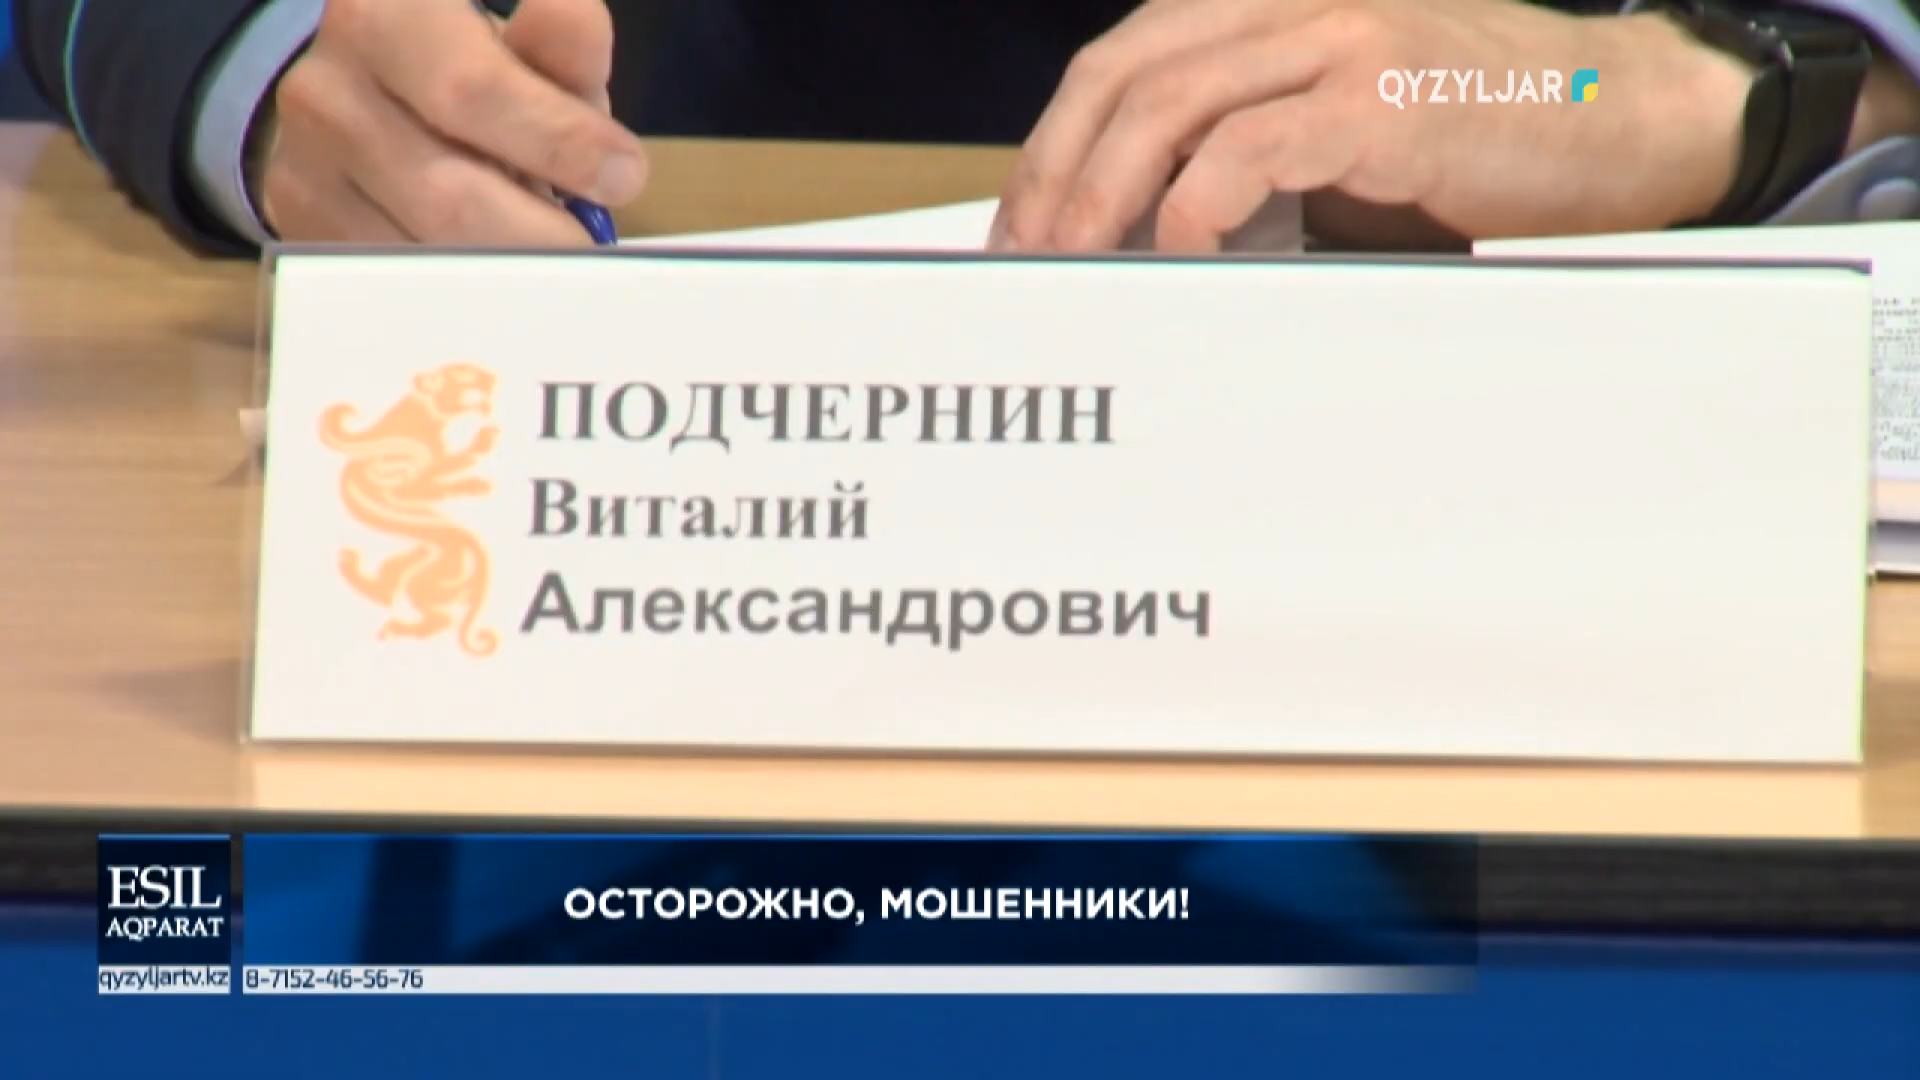 QYZYLJAR
ПОДЧЕРНИН
Виталий
Александрович
ESIL
AQPARAT
ОСТОРОЖНО, МОШЕННИКИ!
qyzyljartv.kz
8-7152-46-56-76